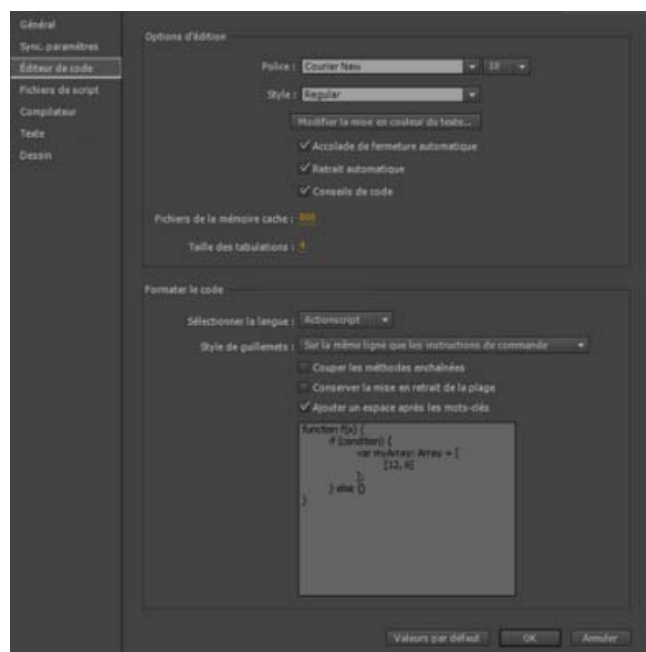 Général
Sync. paramètres
Éditeur de code
Fichiers de script
Compilateur
Texte
Dessin
Options d'édition
Police : Courier New 10
Style : Regular
Modifier la mise en couleur du texte...
Accolade de fermeture automatique
Retrait automatique
Conseils de code
Fichiers de la mémoire cache : 800
Taille des tabulations : 4
Formater le code
Sélectionner la langue : Actionscript
Style de guillemets : Sur la même ligne que les instructions de commande
Couper les méthodes enchaînées
Conserver la mise en retrait de la plage
Ajouter un espace après les mots-clés
function f(x) {
if (condition) {
var myArray: Array = [
[12, 6]
} else {}
}
Valeurs par défaut OK Annuler